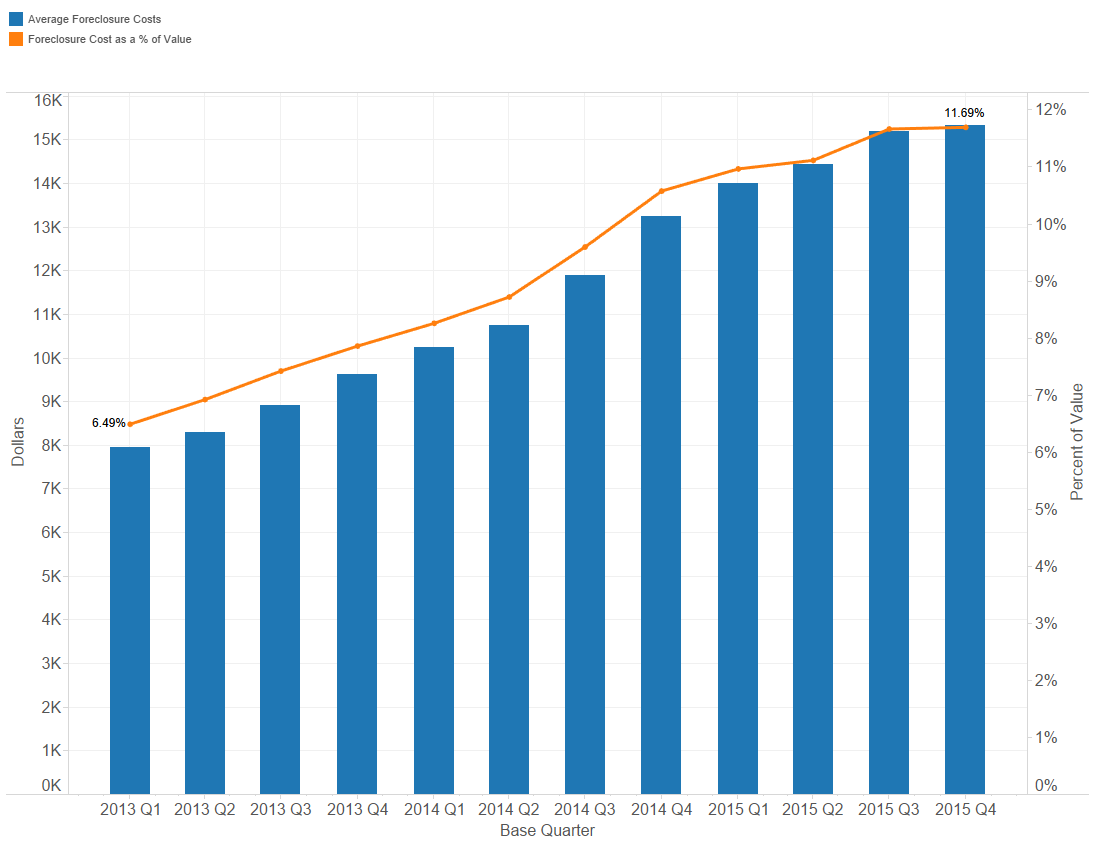 Average Foreclosure Costs
Foreclosure Cost as a % of Value
16K
15K
14K
13K
12K
11K
10K
9K
8K
7K
6K
5K
4K
3K
2K
1K
0K
Dollars
6.49%
11.69%
12%
11%
10%
9%
8%
7%
6%
5%
4%
3%
2%
1%
0%
Percent of Value
2013 Q1 2013 Q2 2013 Q3 2013 Q4 2014 Q1 2014 Q2 2014 Q3 2014 Q4 2015 Q1 2015 Q2 2015 Q3 2015 Q4
Base Quarter